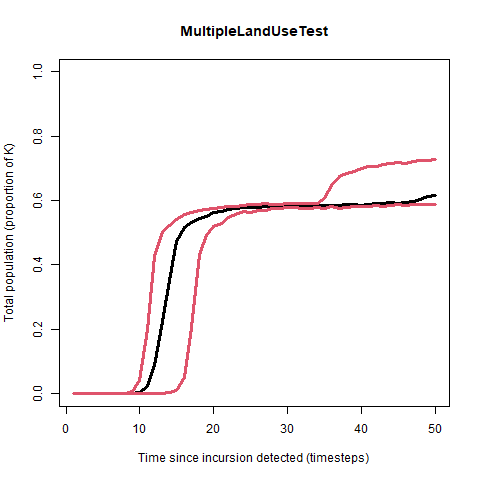 MultipleLandUseTest
Total population (proportion of K)
1.0
0.8
0.6
0.4
0.2
0.0
0 10 20 30 40 50
Time since incursion detected (timesteps)